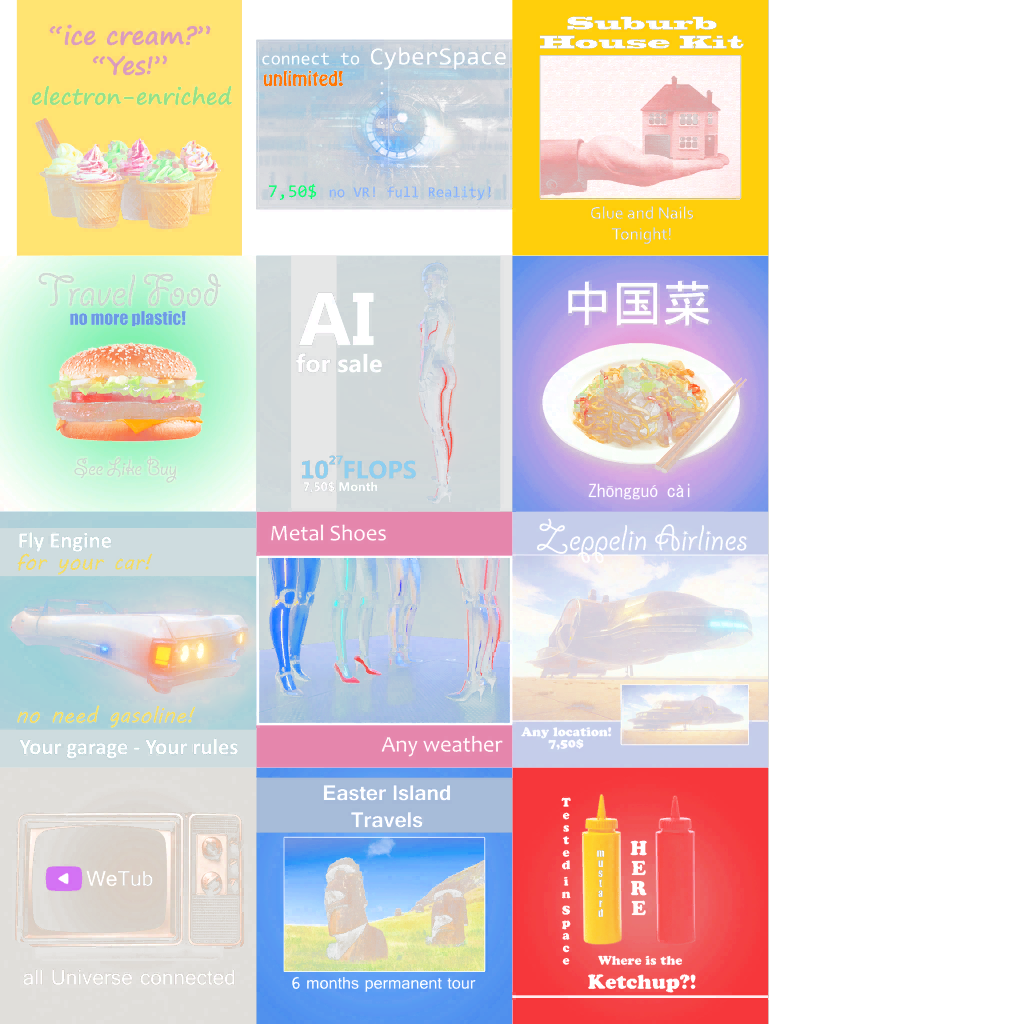 “ice cream?”
“Yes!”
electron-enriched
connect to CyberSpace
unlimited!
7,50$ no VR! full Reality!
Suburb
House Kit
Glue and Nails
Tonight!
Travel Food
no more plastic!
See Like Buy
AI
for sale
10²⁷FLOPS
7,50$ Month
中国菜
Zhōngguó cài
Fly Engine
for your car!
no need gasoline!
Your garage - Your rules
Metal Shoes
Any weather
Zeppelin Airlines
Any location!
7,50$
WeTub
all Universe connected
Easter Island
Travels
6 months permanent tour
Tested in Space
mustard
HERE
Where is the
Ketchup?!